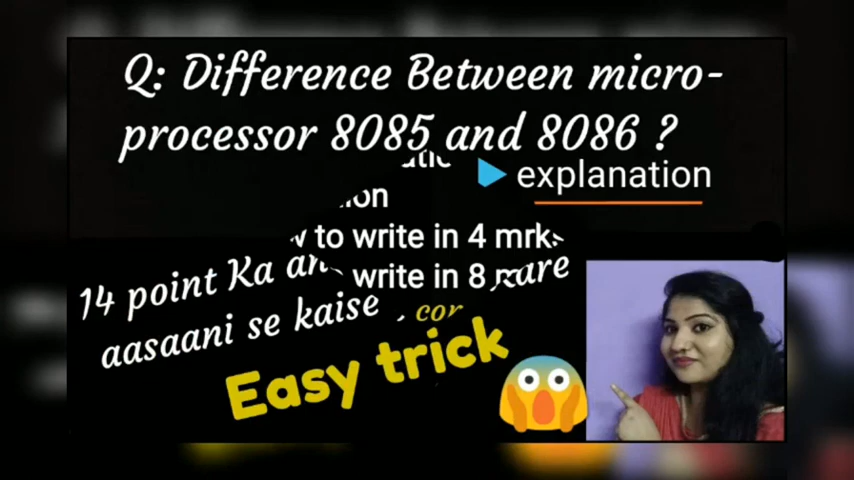 Q: Difference Between micro-
processor 8085 and 8086 ?
explanation
to write in 4
write in 8
14 point Ka
aasaani se kaise
Easy trick